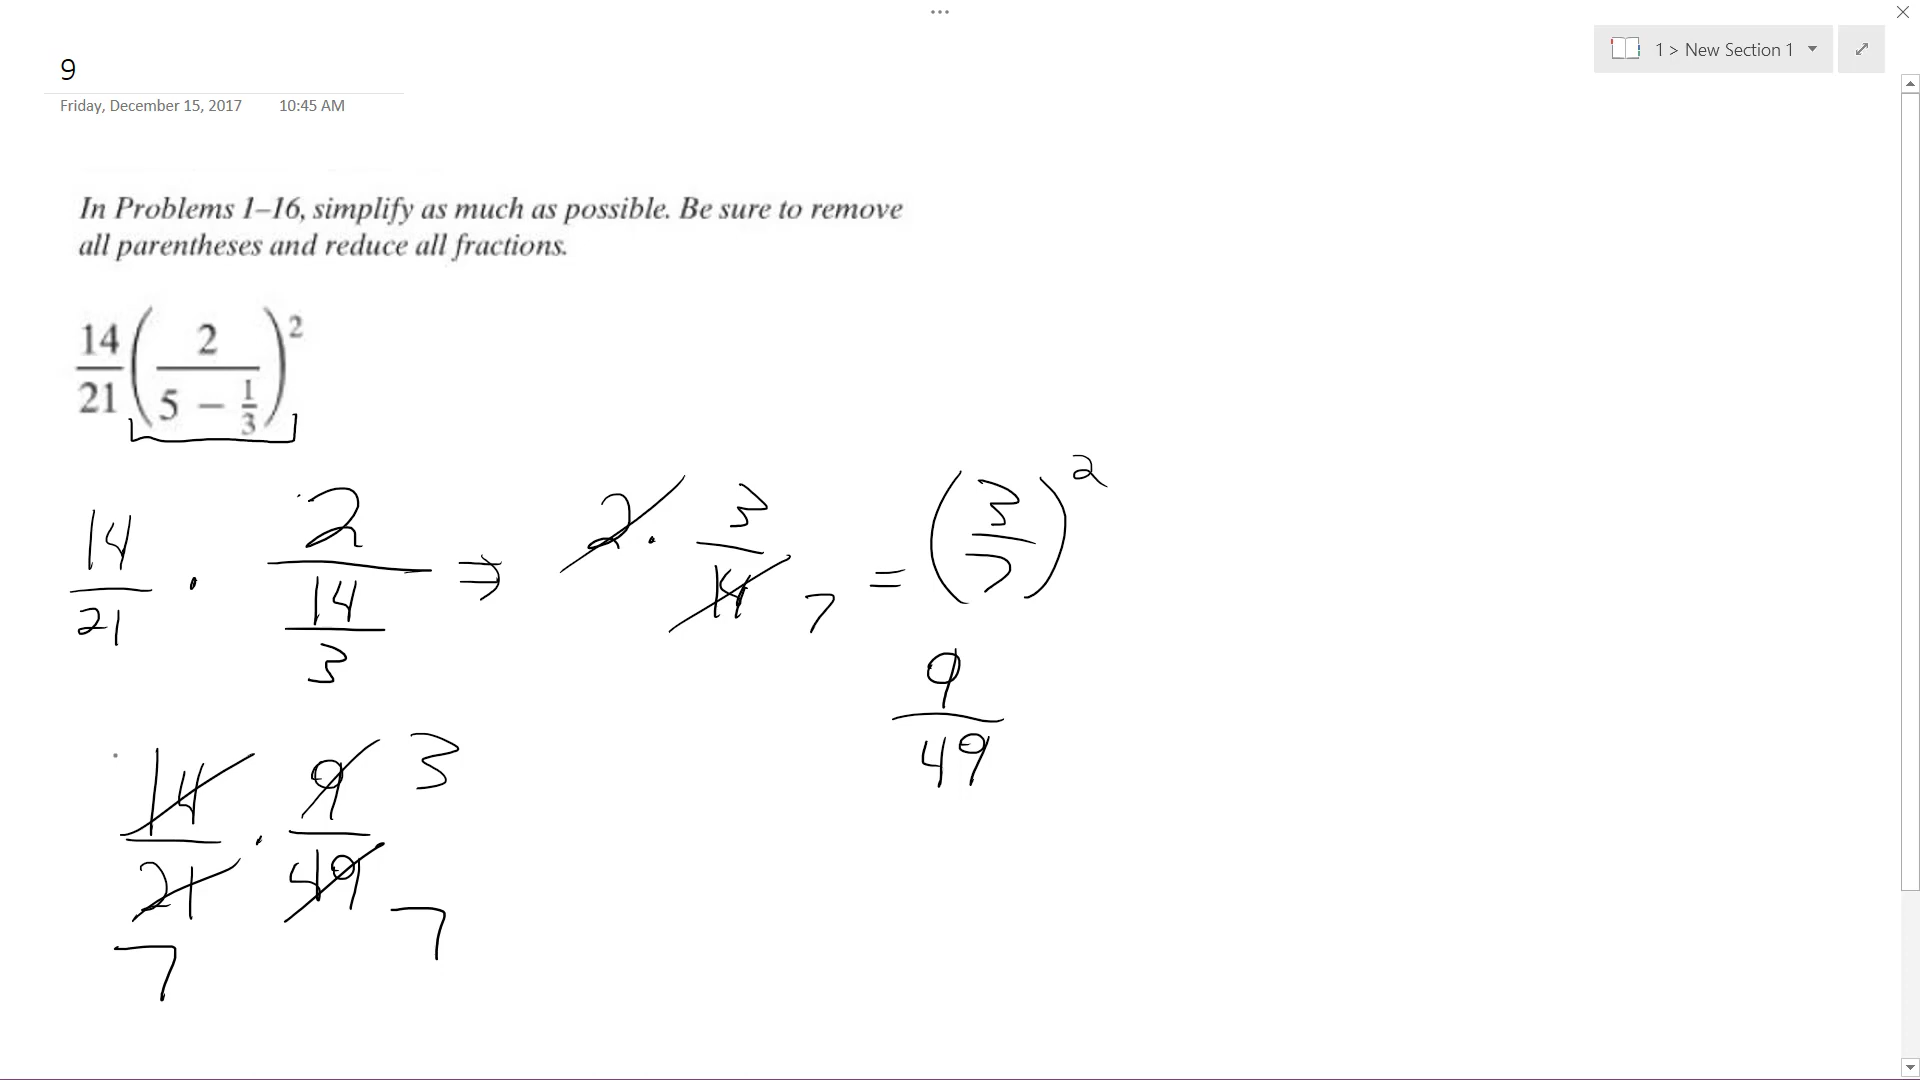 1 > New Section 1
9
Friday, December 15, 2017 10:45 AM
In Problems 1–16, simplify as much as possible. Be sure to remove
all parentheses and reduce all fractions.
14/21 (2/(5 − 1/3))²
14/21 · 2/(14/3) ⇒ 2 · 3/14 7 = (3/7)²
9/49
14/21 · 9/49 3
7 7